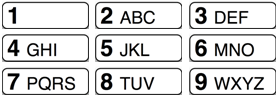 1 2 ABC 3 DEF
4 GHI 5 JKL 6 MNO
7 PQRS 8 TUV 9 WXYZ